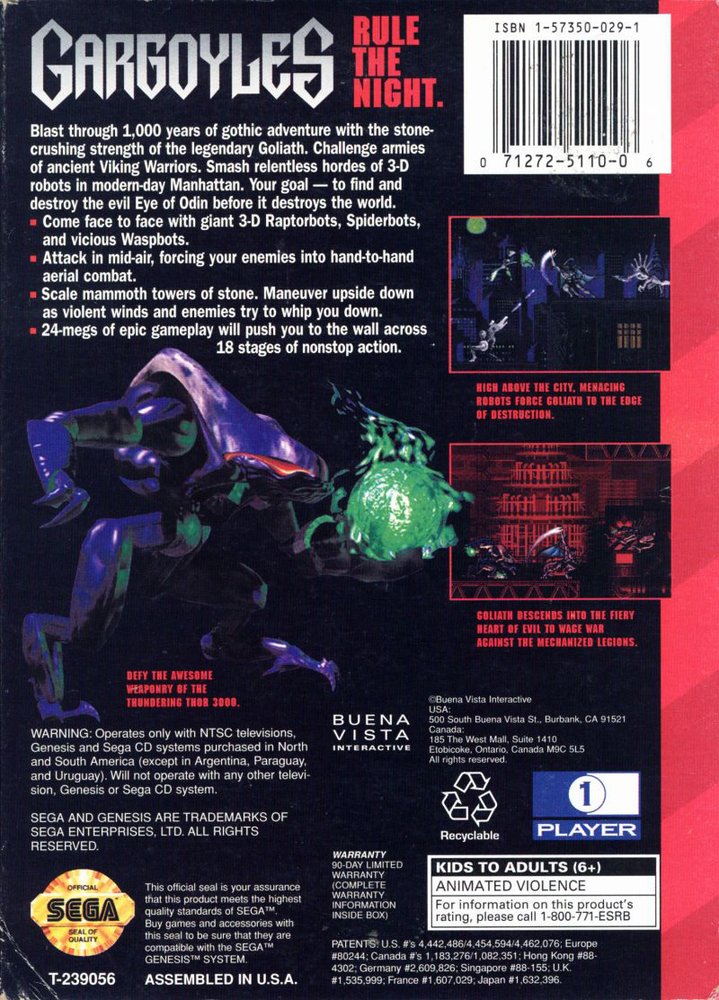 GARGOYLES
RULE
THE
NIGHT.
ISBN 1-57350-029-1
0 71272-5110-0 6
Blast through 1,000 years of gothic adventure with the stone-
crushing strength of the legendary Goliath. Challenge armies
of ancient Viking Warriors. Smash relentless hordes of 3-D
robots in modern-day Manhattan. Your goal — to find and
destroy the evil Eye of Odin before it destroys the world.
▪ Come face to face with giant 3-D Raptorbots, Spiderbots,
and vicious Waspbots.
▪ Attack in mid-air, forcing your enemies into hand-to-hand
aerial combat.
▪ Scale mammoth towers of stone. Maneuver upside down
as violent winds and enemies try to whip you down.
▪ 24-megs of epic gameplay will push you to the wall across
18 stages of nonstop action.
HIGH ABOVE THE CITY, MENACING
ROBOTS FORCE GOLIATH TO THE EDGE
OF DESTRUCTION.
GOLIATH DESCENDS INTO THE FIERY
HEART OF EVIL TO WAGE WAR
AGAINST THE MECHANIZED LEGIONS.
DEFY THE AWESOME
WEAPONRY OF THE
THUNDERING THOR 3000.
WARNING: Operates only with NTSC televisions,
Genesis and Sega CD systems purchased in North
and South America (except in Argentina, Paraguay,
and Uruguay). Will not operate with any other televi-
sion, Genesis or Sega CD system.
SEGA AND GENESIS ARE TRADEMARKS OF
SEGA ENTERPRISES, LTD. ALL RIGHTS
RESERVED.
BUENA
VISTA
INTERACTIVE
©Buena Vista Interactive
USA:
500 South Buena Vista St., Burbank, CA 91521
Canada:
185 The West Mall, Suite 1410
Etobicoke, Ontario, Canada M9C 5L5
All rights reserved.
Recyclable
1
PLAYER
OFFICIAL
SEGA
SEAL OF
QUALITY
This official seal is your assurance
that this product meets the highest
quality standards of SEGA™.
Buy games and accessories with
this seal to be sure that they are
compatible with the SEGA™
GENESIS™ SYSTEM.
WARRANTY
90-DAY LIMITED
WARRANTY
(COMPLETE
WARRANTY
INFORMATION
INSIDE BOX)
KIDS TO ADULTS (6+)
ANIMATED VIOLENCE
For information on this product's
rating, please call 1-800-771-ESRB
PATENTS: U.S. #'s 4,442,486/4,454,594/4,462,076; Europe
#80244; Canada #'s 1,183,276/1,082,351; Hong Kong #88-
4302; Germany #2,609,826; Singapore #88-155; U.K.
#1,535,999; France #1,607,029; Japan #1,632,396.
T-239056
ASSEMBLED IN U.S.A.